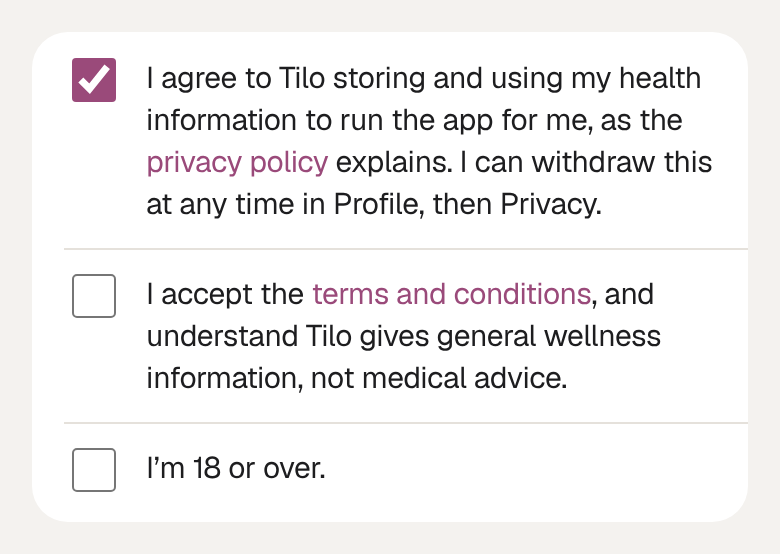 I agree to Tilo storing and using my health
information to run the app for me, as the
privacy policy explains. I can withdraw this
at any time in Profile, then Privacy.
I accept the terms and conditions, and
understand Tilo gives general wellness
information, not medical advice.
I’m 18 or over.